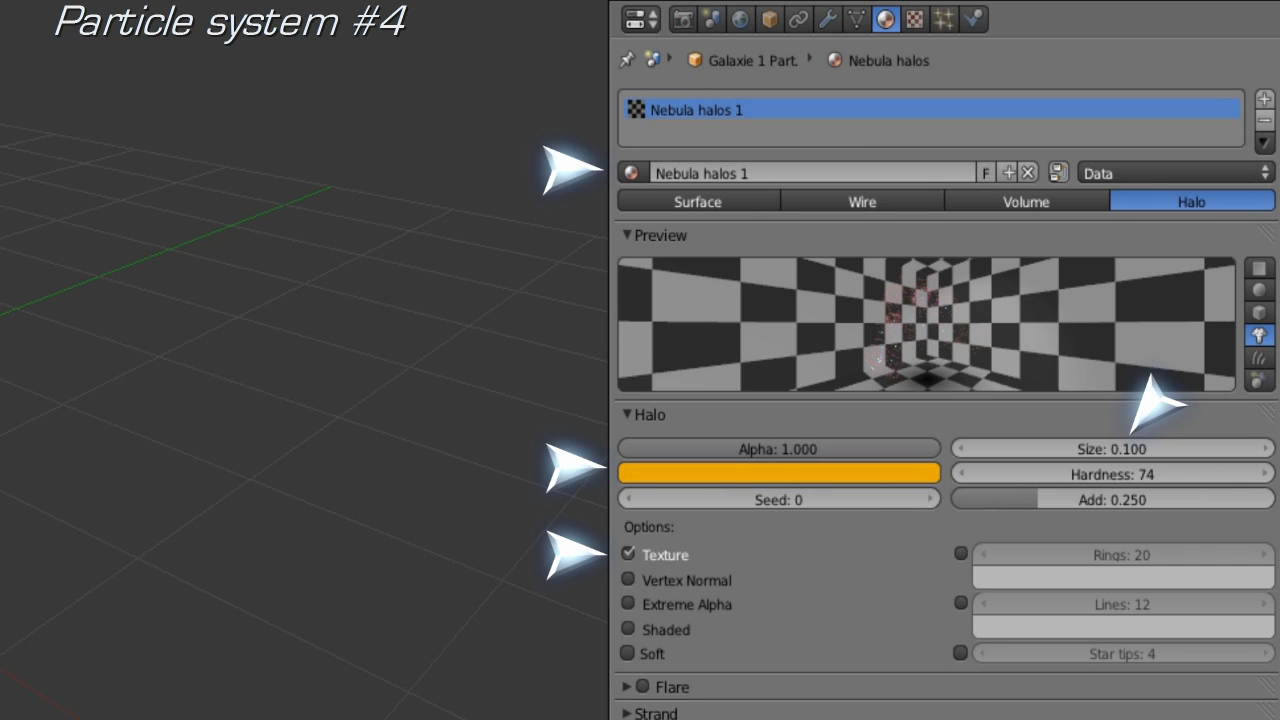 Particle system #4
Galaxie 1 Part. Nebula halos
Nebula halos 1
Nebula halos 1 F Data
Surface Wire Volume Halo
Preview
Halo
Alpha: 1.000 Size: 0.100
Hardness: 74
Seed: 0 Add: 0.250
Options:
Texture Rings: 20
Vertex Normal
Extreme Alpha Lines: 12
Shaded
Soft Star tips: 4
Flare
Strand